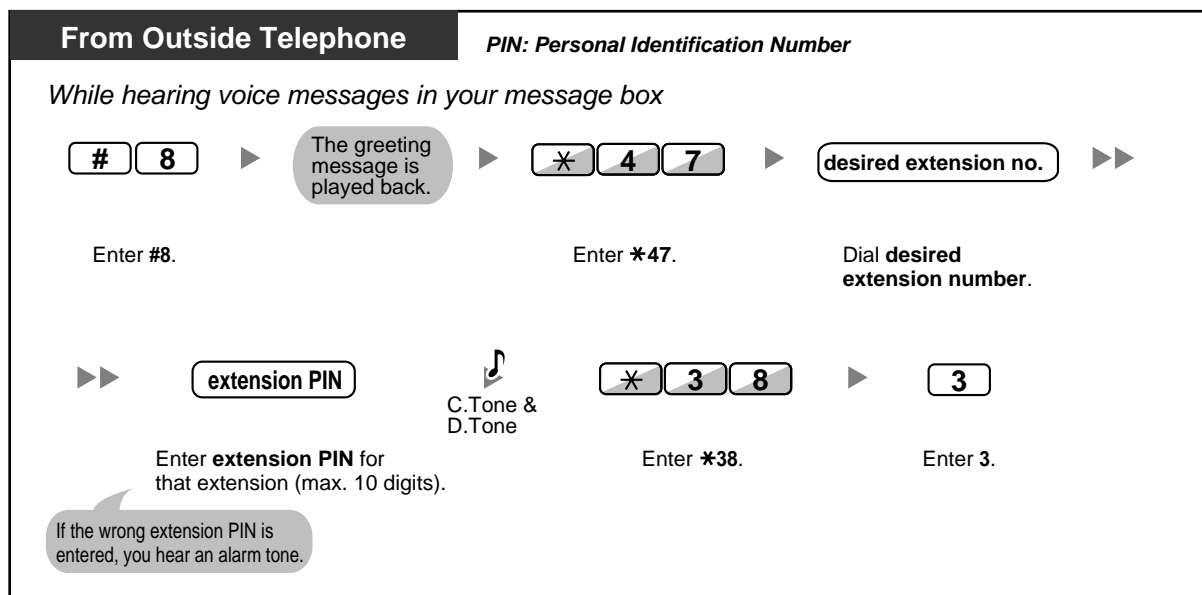 From Outside Telephone
PIN: Personal Identification Number
While hearing voice messages in your message box
# 8
The greeting
message is
played back.
* 4 7
desired extension no.
Enter #8.
Enter *47.
Dial desired
extension number.
extension PIN
C.Tone &
D.Tone
* 3 8
3
Enter extension PIN for
that extension (max. 10 digits).
Enter *38.
Enter 3.
If the wrong extension PIN is
entered, you hear an alarm tone.